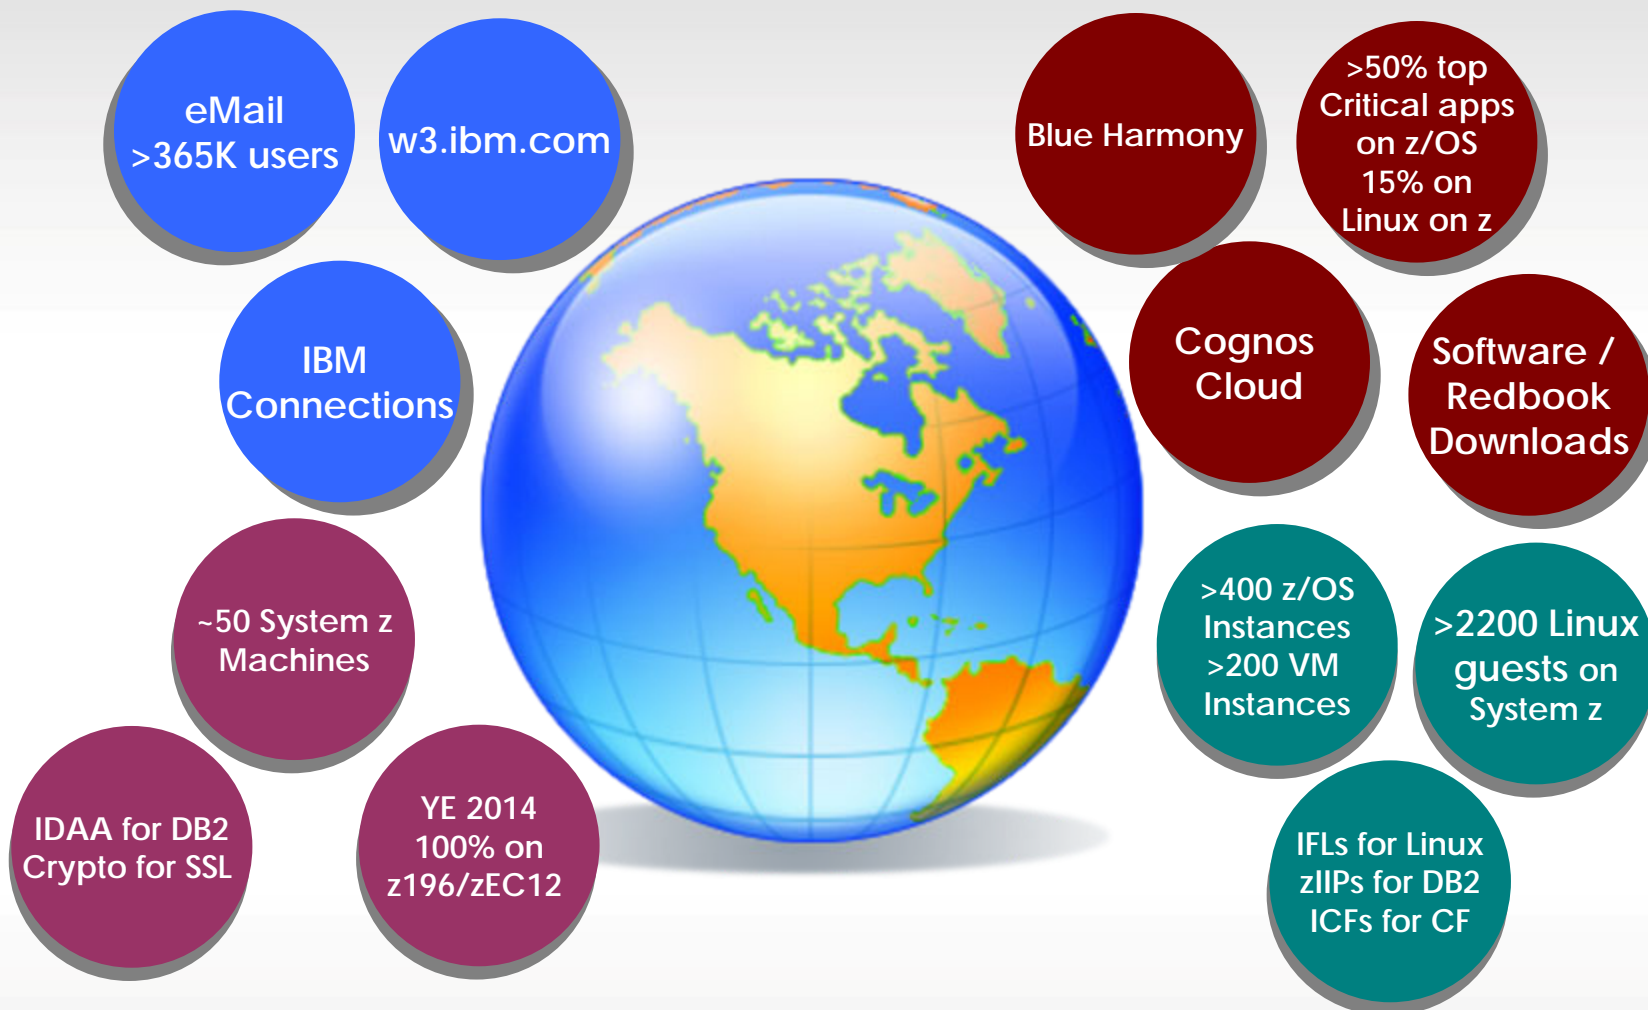 eMail
>365K users
w3.ibm.com
Blue Harmony
>50% top
Critical apps
on z/OS
15% on
Linux on z
IBM
Connections
Cognos
Cloud
Software /
Redbook
Downloads
~50 System z
Machines
>400 z/OS
Instances
>200 VM
Instances
>2200 Linux
guests on
System z
IDAA for DB2
Crypto for SSL
YE 2014
100% on
z196/zEC12
IFLs for Linux
zIIPs for DB2
ICFs for CF